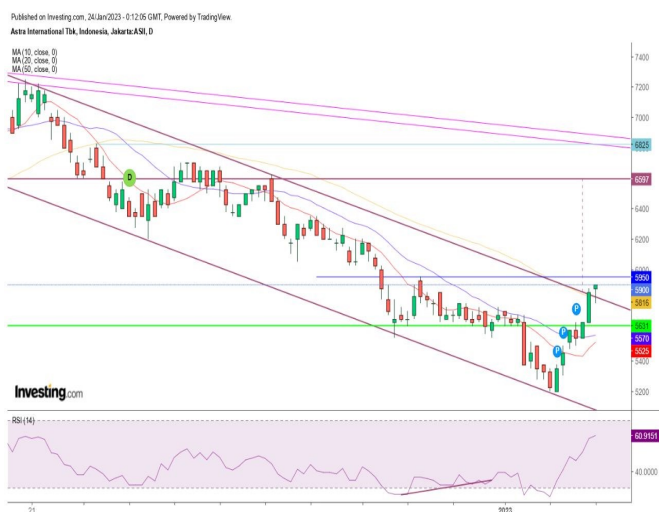 Published on Investing.com, 24/Jan/2023 - 0:12:05 GMT, Powered by TradingView.
Astra International Tbk, Indonesia, Jakarta:ASII, D
MA (10, close, 0)
MA (20, close, 0)
MA (50, close, 0)
7400
7200
7000
6825
D
6597
6400
6200
6000
5950
5900
5816
P
5631
P
5570
P
5525
5400
5200
Investing.com
RSI (14)
60.9151
40.0000
21
2023